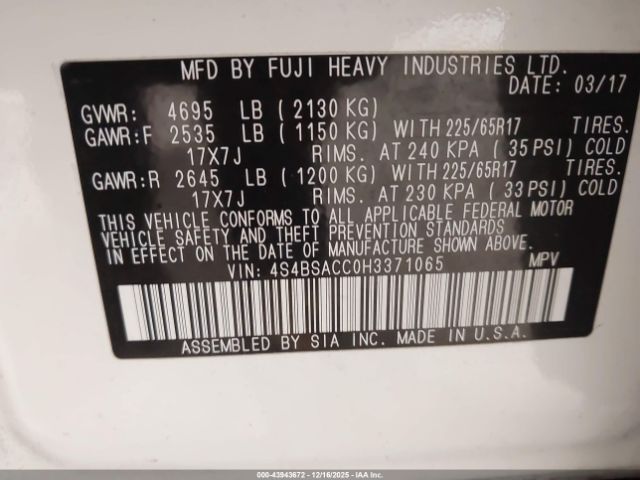 MFD BY FUJI HEAVY INDUSTRIES LTD.
DATE: 03/17
GVWR: 4695 LB ( 2130 KG)
GAWR:F 2535 LB ( 1150 KG) WITH 225/65R17 TIRES.
17X7J RIMS. AT 240 KPA ( 35 PSI) COLD
GAWR:R 2645 LB ( 1200 KG) WITH 225/65R17 TIRES.
17X7J RIMS. AT 230 KPA ( 33 PSI) COLD
THIS VEHICLE CONFORMS TO ALL APPLICABLE FEDERAL MOTOR
VEHICLE SAFETY AND THEFT PREVENTION STANDARDS
IN EFFECT ON THE DATE OF MANUFACTURE SHOWN ABOVE.
VIN: 4S4BSACC0H3371065 MPV
ASSEMBLED BY SIA INC. MADE IN U.S.A.
000-43943672 - 12/16/2025 - IAA Inc.